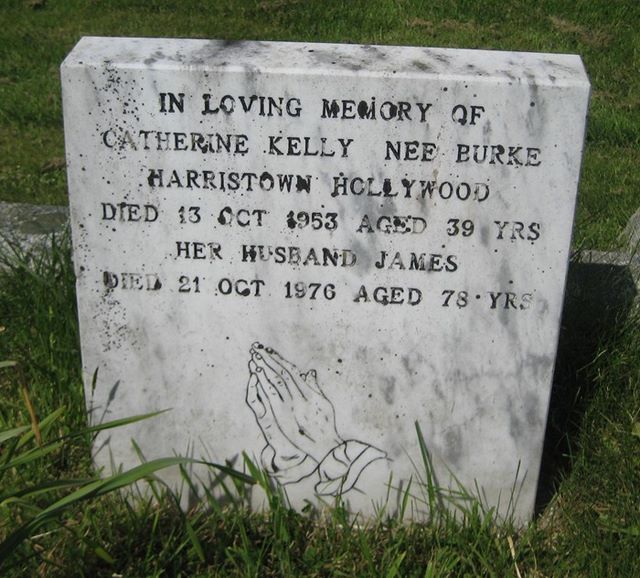 IN LOVING MEMORY OF
CATHERINE KELLY NEE BURKE
HARRISTOWN HOLLYWOOD
DIED 13 OCT 1953 AGED 39 YRS
HER HUSBAND JAMES
DIED 21 OCT 1976 AGED 78 YRS